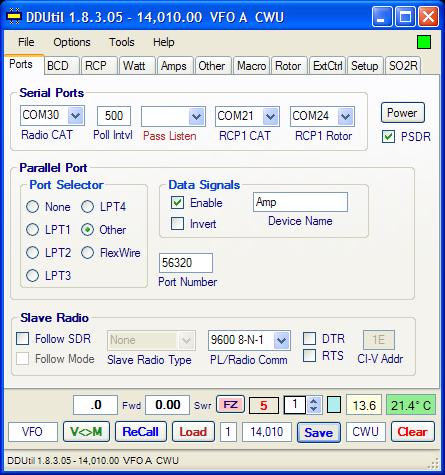 DDUtil 1.8.3.05 - 14,010.00 VFO A CWU
File Options Tools Help
Ports BCD RCP Watt Amps Other Macro Rotor ExtCtrl Setup SO2R
Serial Ports
COM30 500 COM21 COM24 Power
Radio CAT Poll Intvl Pass Listen RCP1 CAT RCP1 Rotor PSDR
Parallel Port
Port Selector Data Signals
None LPT4 Enable Amp
LPT1 Other Invert Device Name
LPT2 FlexWire 56320
LPT3 Port Number
Slave Radio
Follow SDR None 9600 8-N-1 DTR 1E
Follow Mode Slave Radio Type PL/Radio Comm RTS CI-V Addr
.0 Fwd 0.00 Swr FZ 5 1 13.6 21.4° C
VFO V<>M ReCall Load 1 14,010 Save CWU Clear
DDUtil 1.8.3.05 - 14,010.00 VFO A CWU